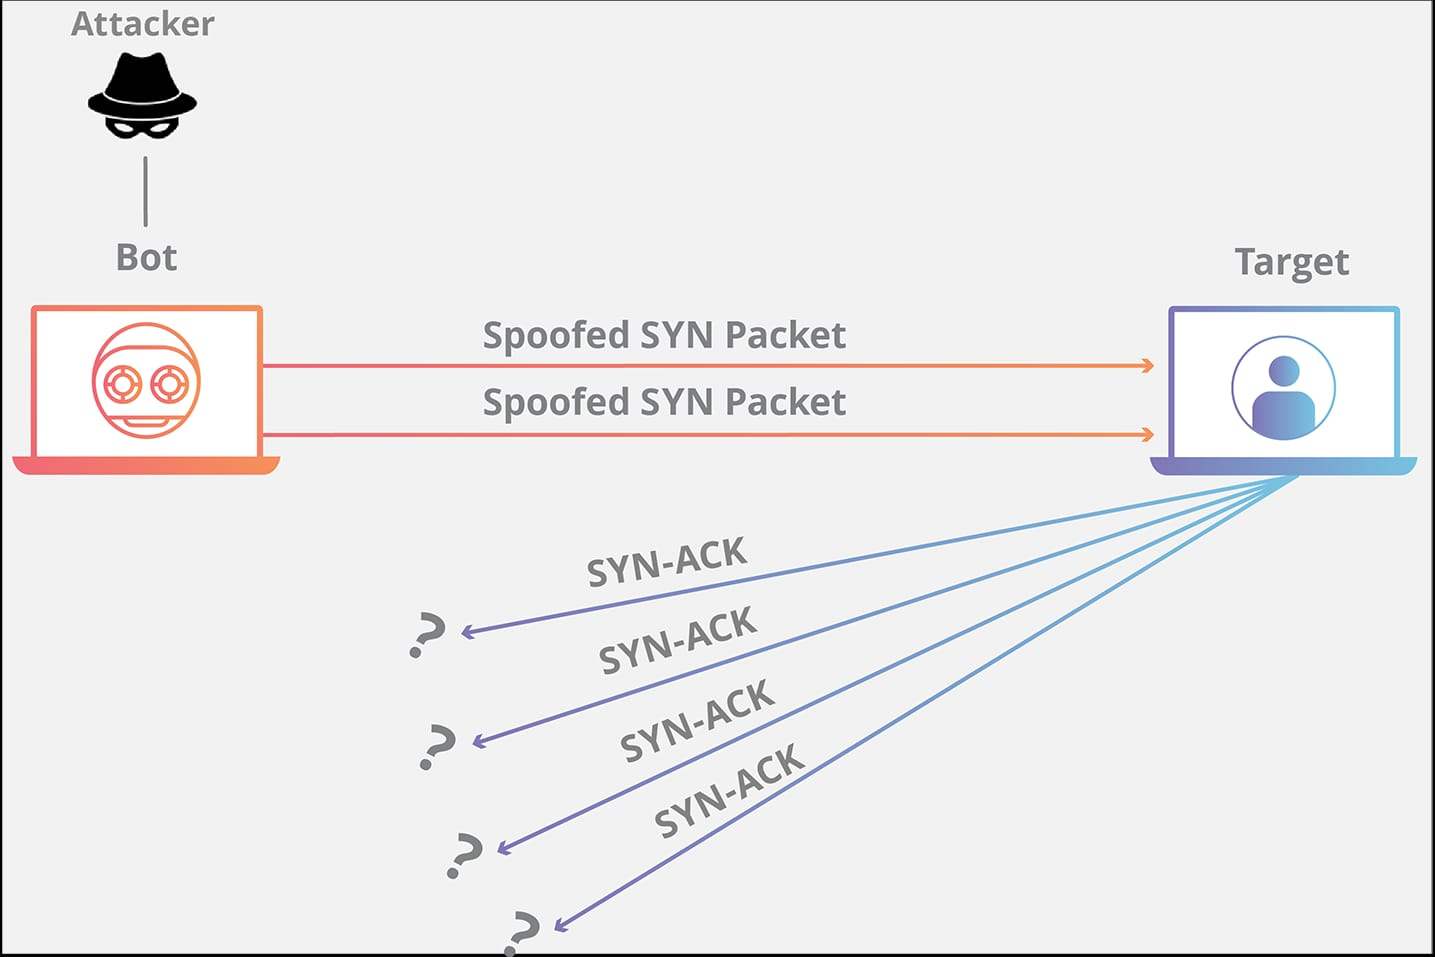 Attacker
Bot
Target
Spoofed SYN Packet
Spoofed SYN Packet
SYN-ACK
?
SYN-ACK
?
SYN-ACK
?
SYN-ACK
?